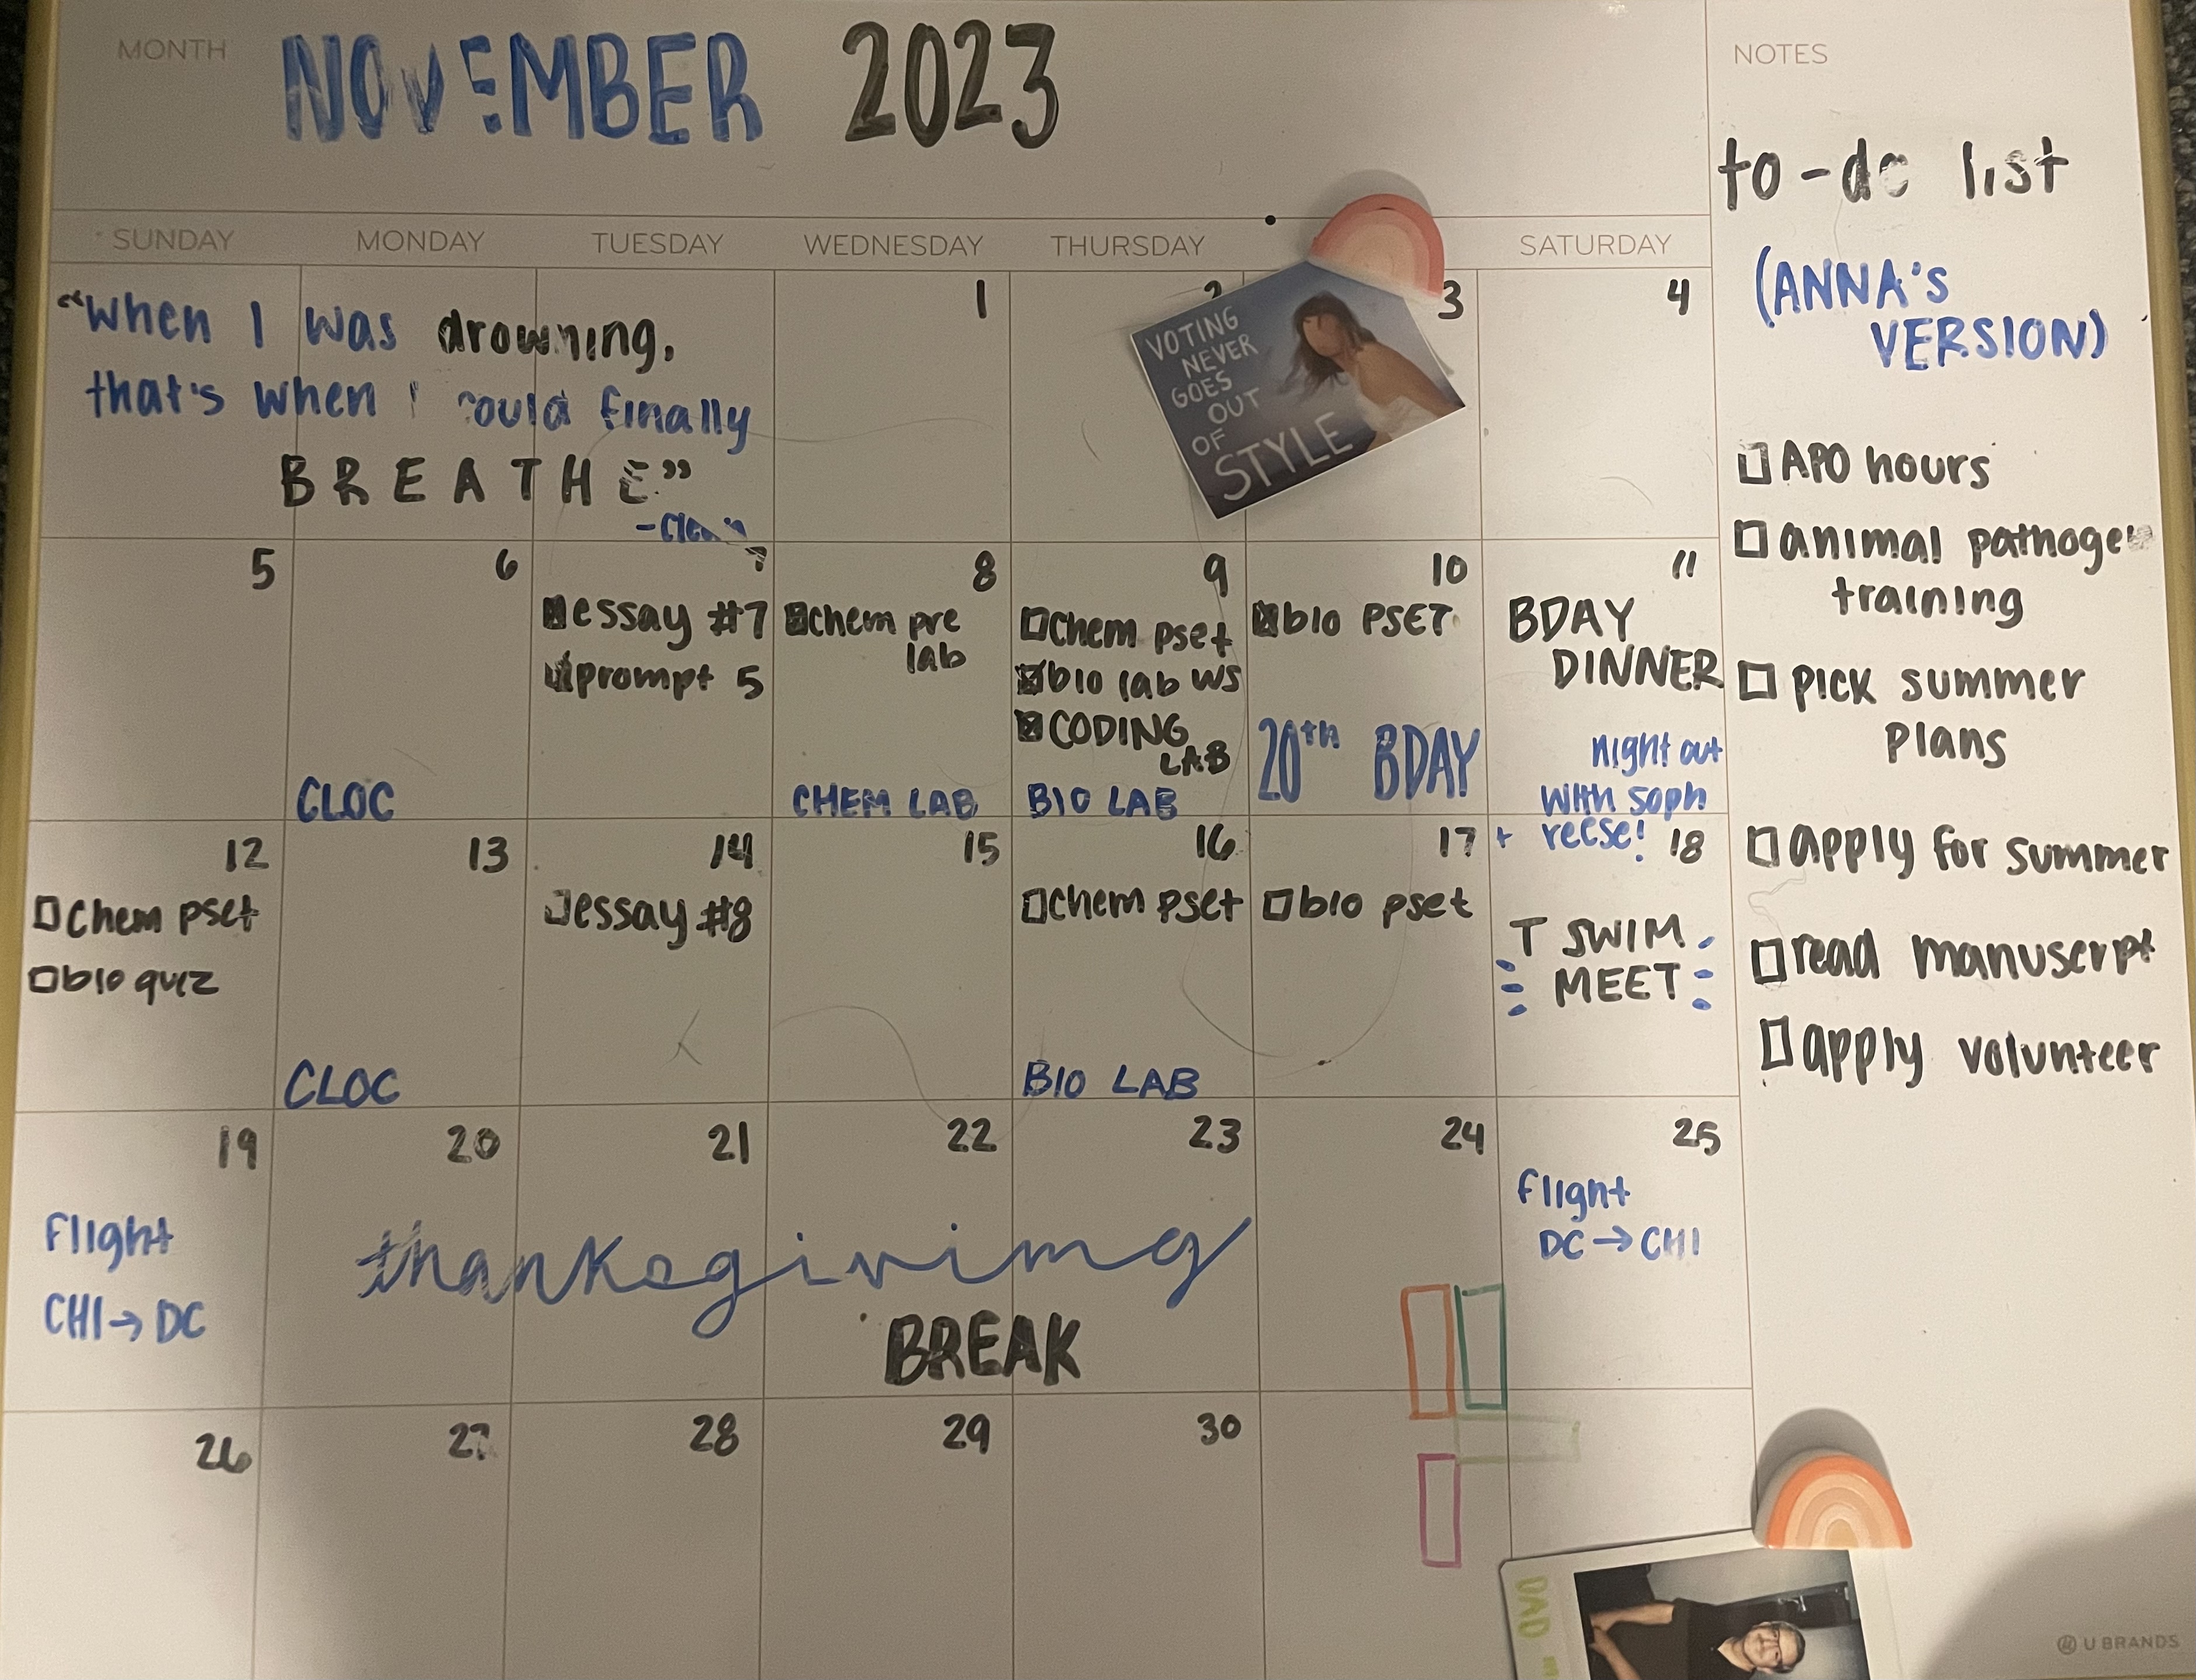 MONTH
NOVEMBER 2023
NOTES
to-do list
(ANNA's
VERSION)
SUNDAY MONDAY TUESDAY WEDNESDAY THURSDAY SATURDAY
"when I was drowning,
that's when I could finally
BREATHE"
1
2
3
4
VOTING
NEVER
GOES
OUT
OF
STYLE
APO hours
animal pathogen
training
pick summer
plans
apply for summer
read manuscrpt
apply volunteer
5
6
CLOC
7
essay #7
prompt 5
8
chem pre
lab
CHEM LAB
9
chem pset
bio lab ws
CODING
LAB
BIO LAB
10
bio PSET
20th BDAY
11
BDAY
DINNER
night out
with soph
+ reese!
12
chem pset
bio quiz
13
CLOC
14
essay #8
15
16
chem pset
BIO LAB
17
bio pset
18
T SWIM
MEET
19
flight
CHI→DC
20
21
22
23
24
thanksgiving
BREAK
25
flight
DC→CHI
26
27
28
29
30
DAD
U BRANDS